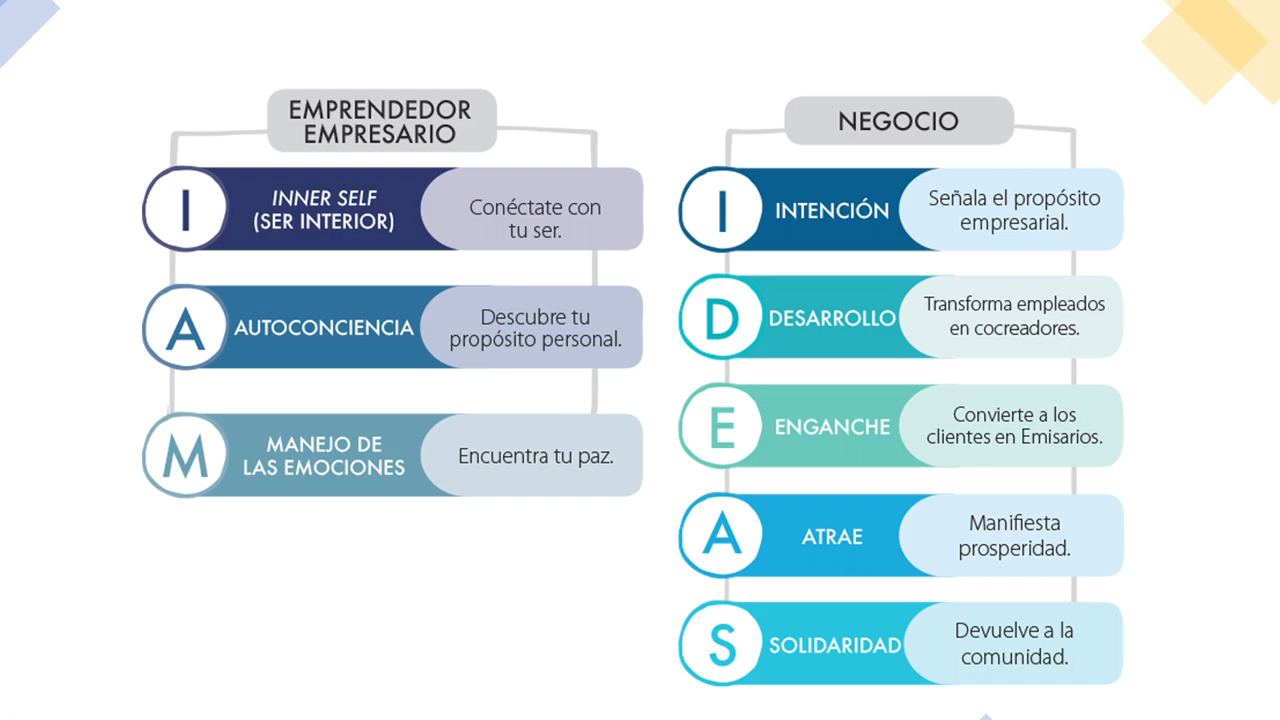 EMPRENDEDOR
EMPRESARIO
I
INNER SELF
(SER INTERIOR)
Conéctate con
tu ser.
A
AUTOCONCIENCIA
Descubre tu
propósito personal.
M
MANEJO DE
LAS EMOCIONES
Encuentra tu paz.
NEGOCIO
I
INTENCIÓN
Señala el propósito
empresarial.
D
DESARROLLO
Transforma empleados
en cocreadores.
E
ENGANCHE
Convierte a los
clientes en Emisarios.
A
ATRAE
Manifiesta
prosperidad.
S
SOLIDARIDAD
Devuelve a la
comunidad.